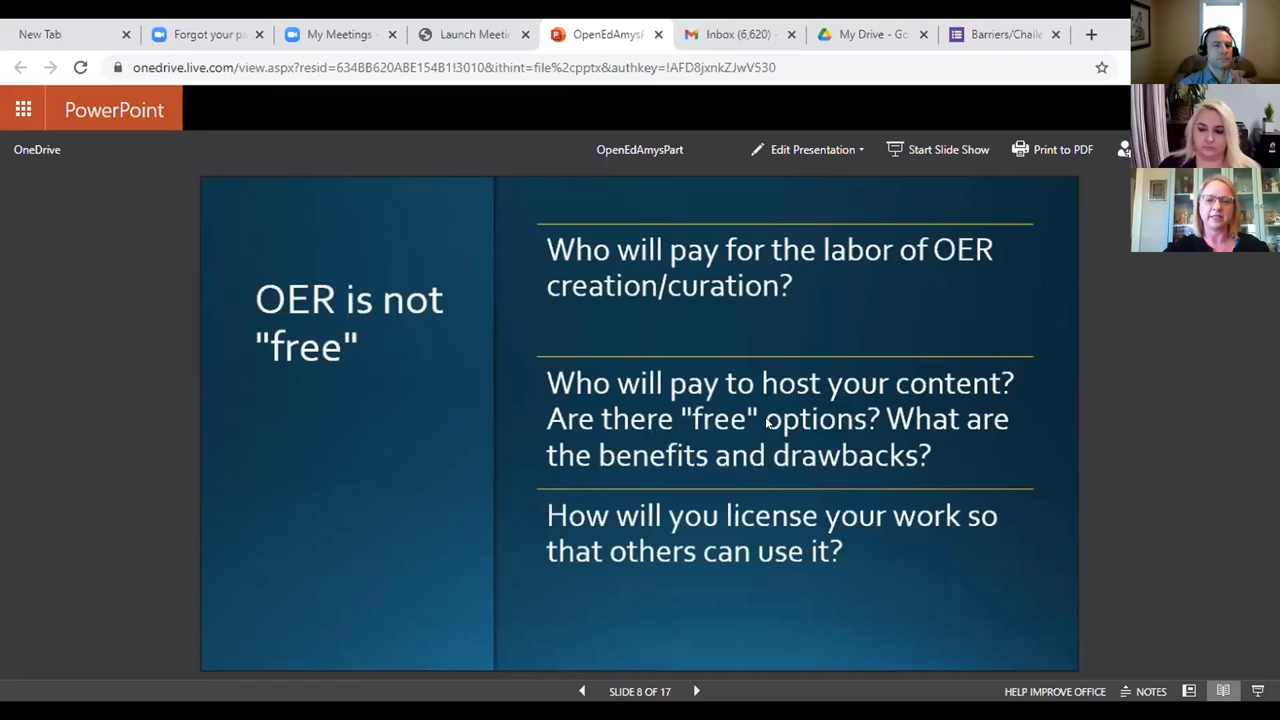 New Tab
Forgot your pa
My Meetings -
Launch Meetin
OpenEdAmysP
Inbox (6,620) -
My Drive - Go
Barriers/Challe
onedrive.live.com/view.aspx?resid=634BB620ABE154B1!3010&ithint=file%2cpptx&authkey=!AFD8jxnkZJwV530
PowerPoint
OneDrive
OpenEdAmysPart
Edit Presentation
Start Slide Show
Print to PDF
OER is not
"free"
Who will pay for the labor of OER
creation/curation?
Who will pay to host your content?
Are there "free" options? What are
the benefits and drawbacks?
How will you license your work so
that others can use it?
SLIDE 8 OF 17
HELP IMPROVE OFFICE
NOTES